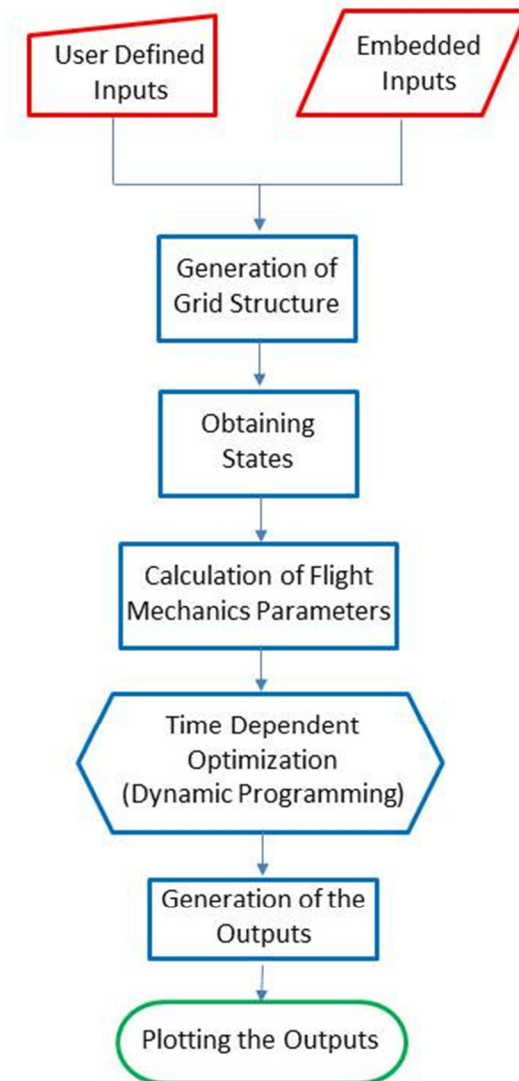 User Defined
Inputs
Embedded
Inputs
Generation of
Grid Structure
Obtaining
States
Calculation of Flight
Mechanics Parameters
Time Dependent
Optimization
(Dynamic Programming)
Generation of the
Outputs
Plotting the Outputs